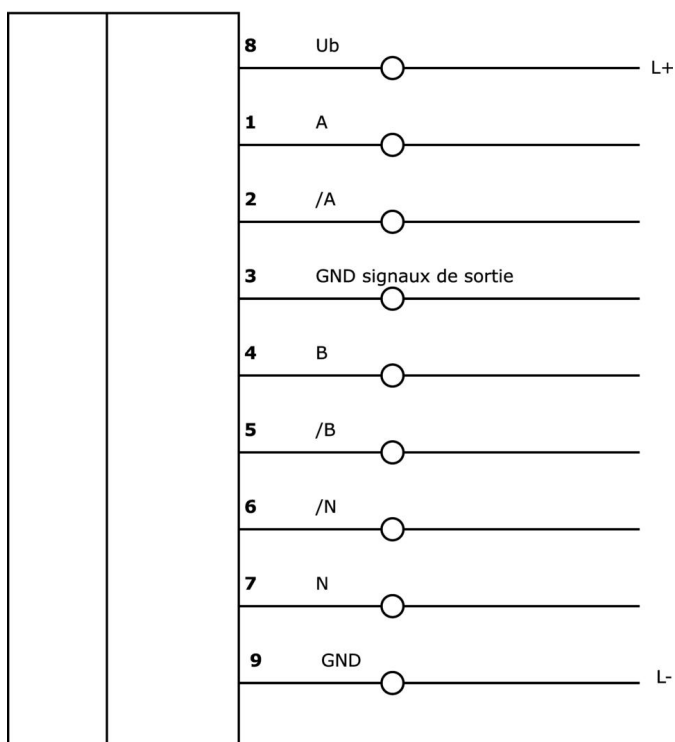 8 Ub
L+
1 A
2 /A
3 GND signaux de sortie
4 B
5 /B
6 /N
7 N
9 GND
L-